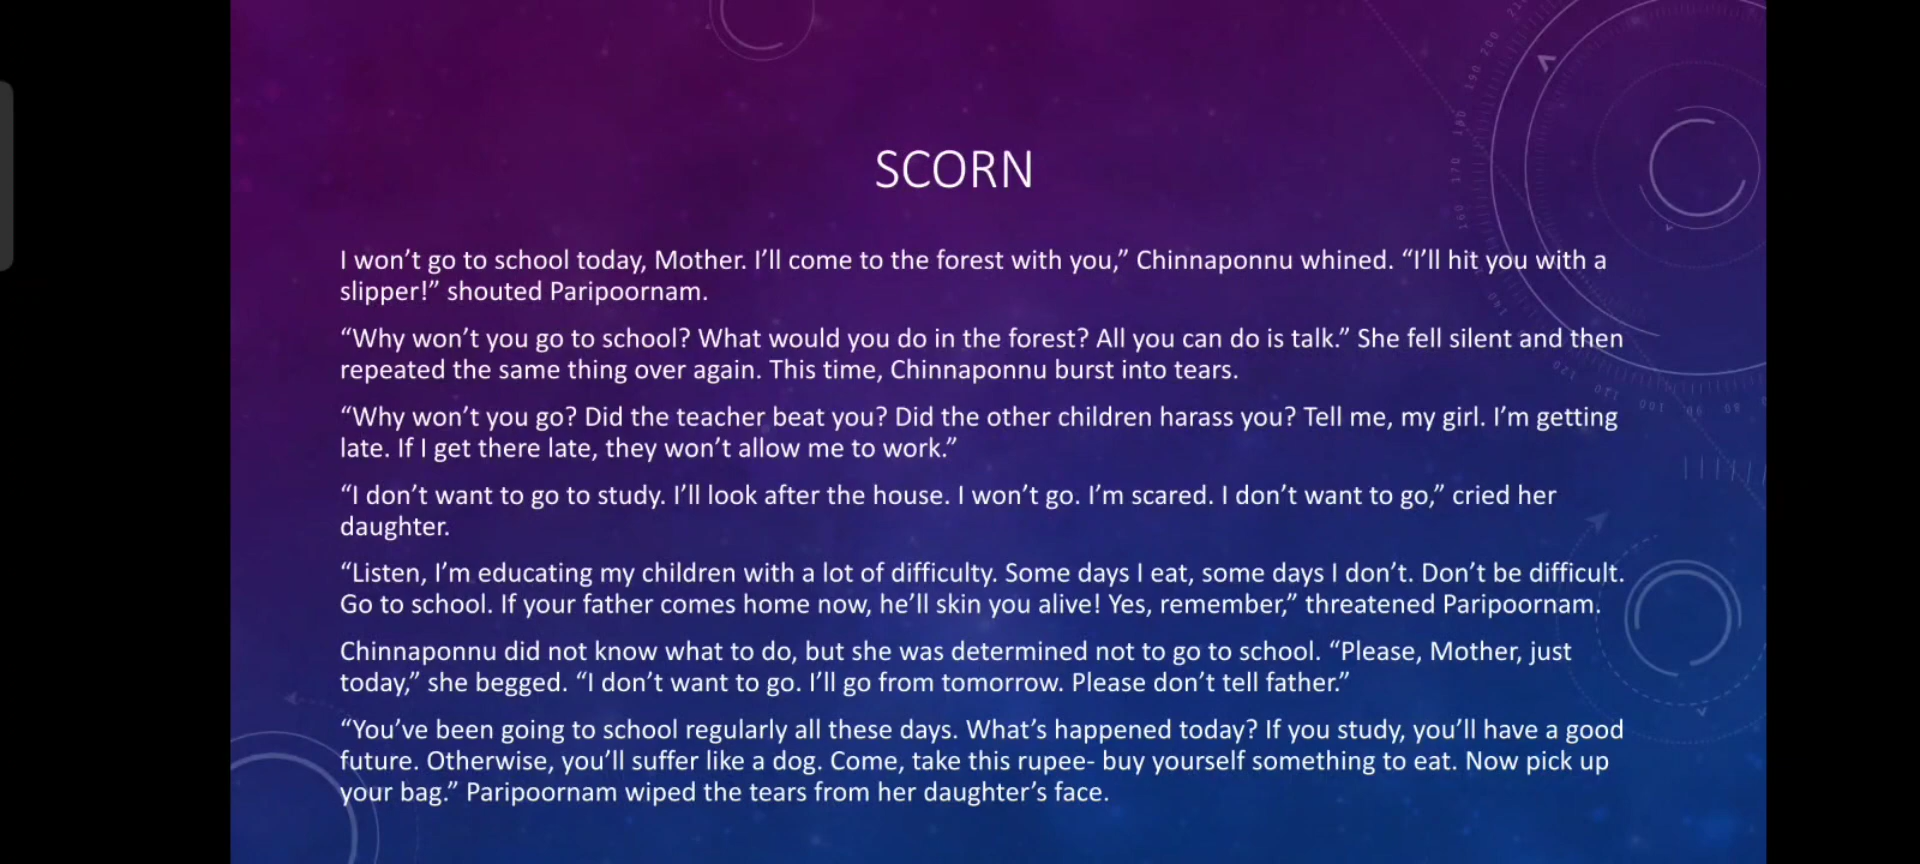 SCORN
I won’t go to school today, Mother. I’ll come to the forest with you,” Chinnaponnu whined. “I’ll hit you with a
slipper!” shouted Paripoornam.
“Why won’t you go to school? What would you do in the forest? All you can do is talk.” She fell silent and then
repeated the same thing over again. This time, Chinnaponnu burst into tears.
“Why won’t you go? Did the teacher beat you? Did the other children harass you? Tell me, my girl. I’m getting
late. If I get there late, they won’t allow me to work.”
“I don’t want to go to study. I’ll look after the house. I won’t go. I’m scared. I don’t want to go,” cried her
daughter.
“Listen, I’m educating my children with a lot of difficulty. Some days I eat, some days I don’t. Don’t be difficult.
Go to school. If your father comes home now, he’ll skin you alive! Yes, remember,” threatened Paripoornam.
Chinnaponnu did not know what to do, but she was determined not to go to school. “Please, Mother, just
today,” she begged. “I don’t want to go. I’ll go from tomorrow. Please don’t tell father.”
“You’ve been going to school regularly all these days. What’s happened today? If you study, you’ll have a good
future. Otherwise, you’ll suffer like a dog. Come, take this rupee- buy yourself something to eat. Now pick up
your bag.” Paripoornam wiped the tears from her daughter’s face.